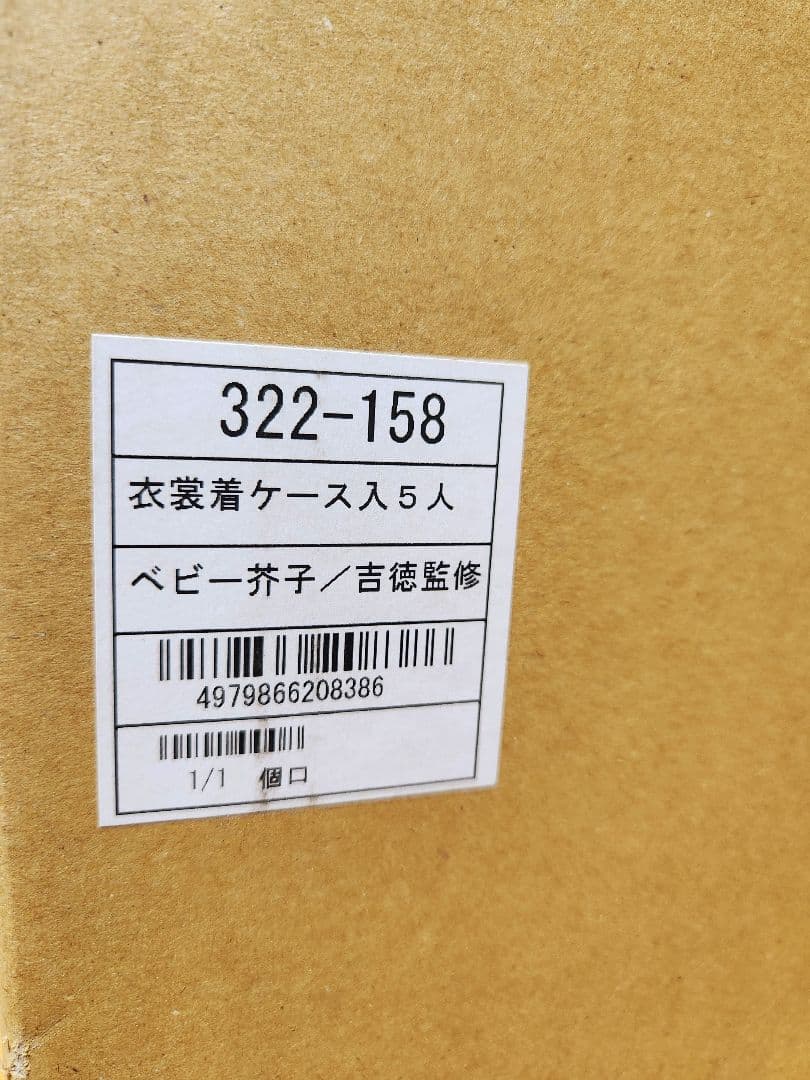 322-158
衣裳着ケース入５人
ベビー芥子／吉徳監修
4979866208386
1/1 個口